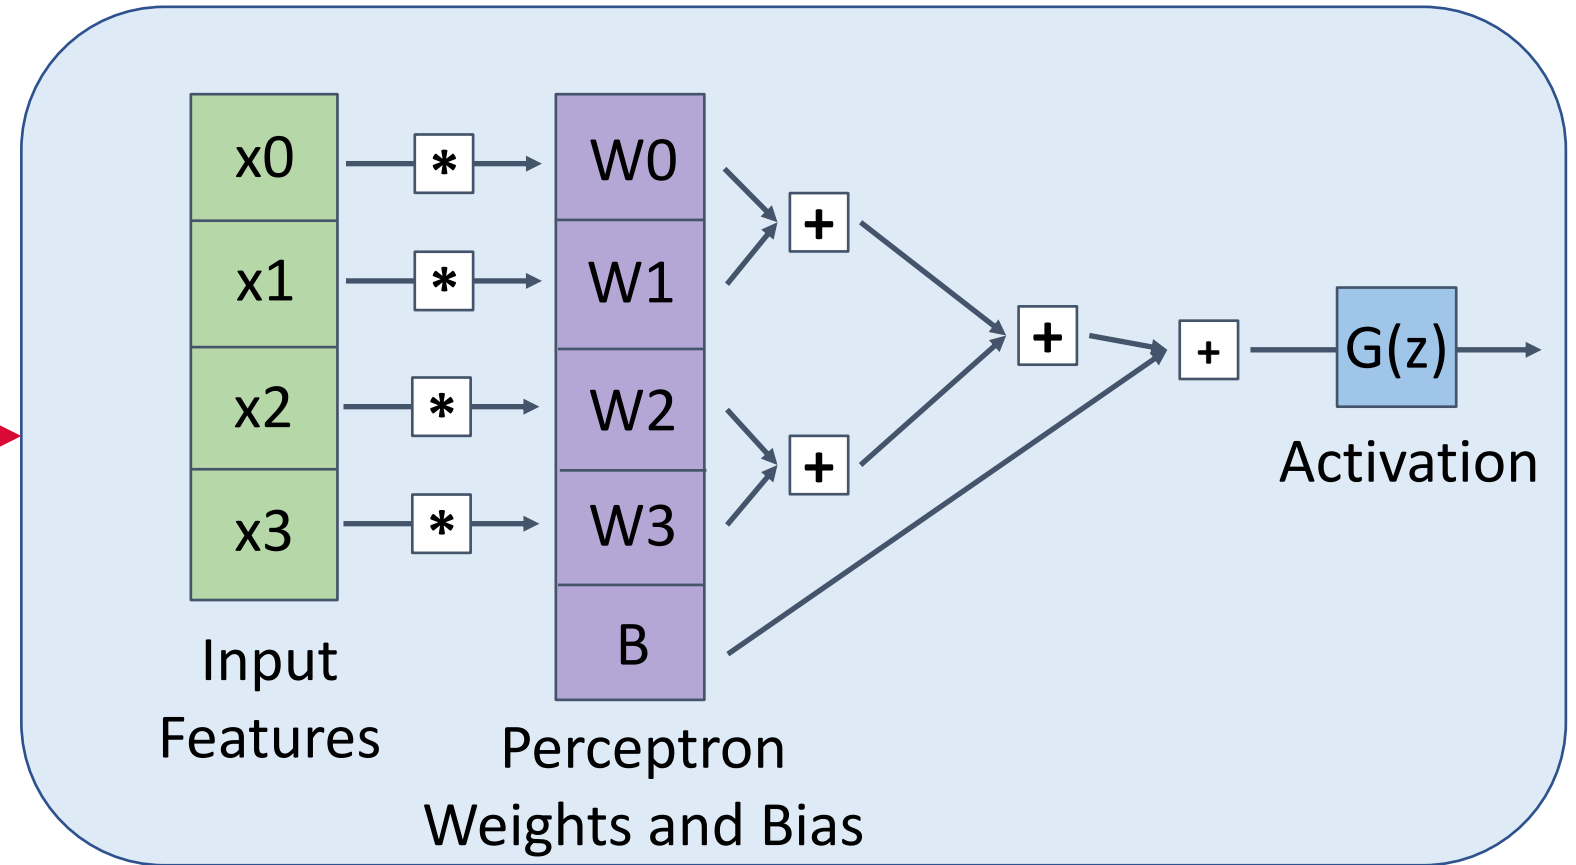 x0 * W0
+
x1 * W1
+ + G(z)
x2 * W2
Activation
+
x3 * W3
B
Input
Features
Perceptron
Weights and Bias